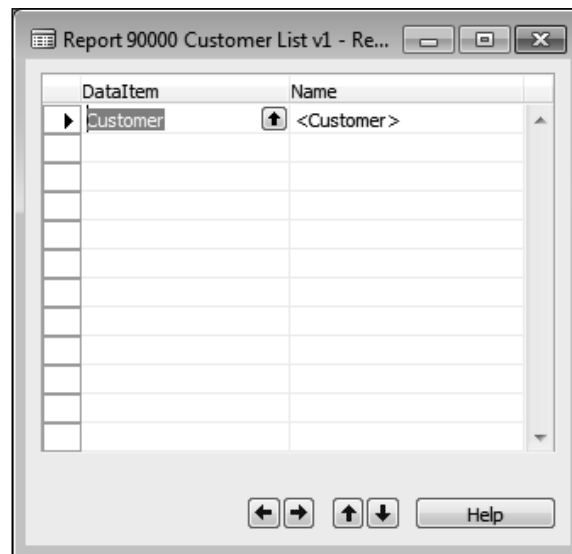 Report 90000 Customer List v1 - Re...
DataItem Name
Customer <Customer>
Help